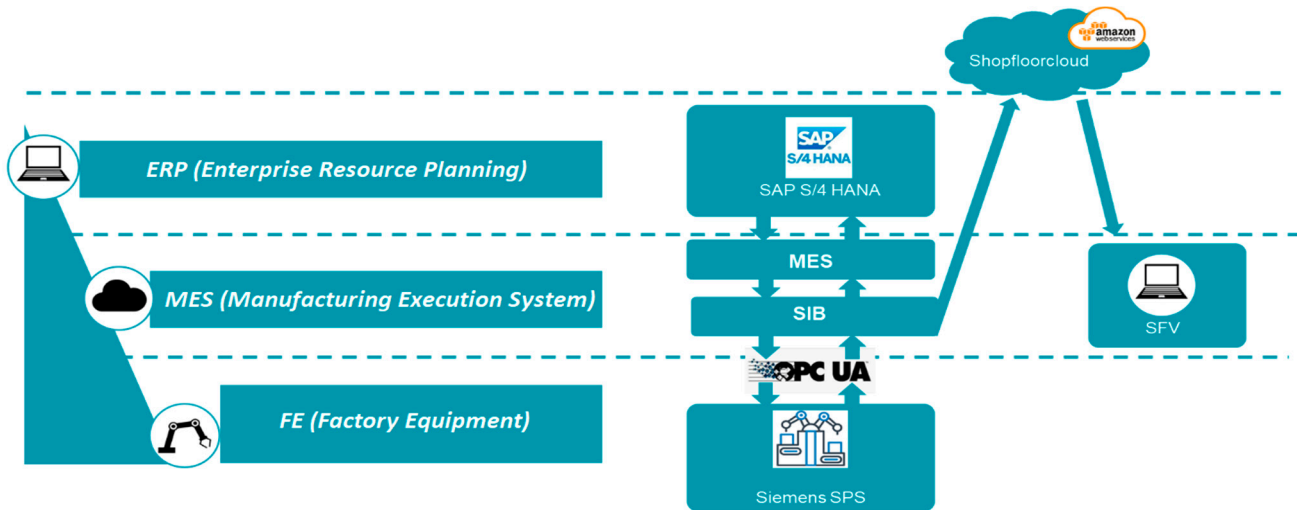 amazon
webservices
Shopfloorcloud
ERP (Enterprise Resource Planning)
SAP
S/4 HANA
SAP S/4 HANA
MES (Manufacturing Execution System)
MES
SIB
SFV
OPC UA
FE (Factory Equipment)
Siemens SPS